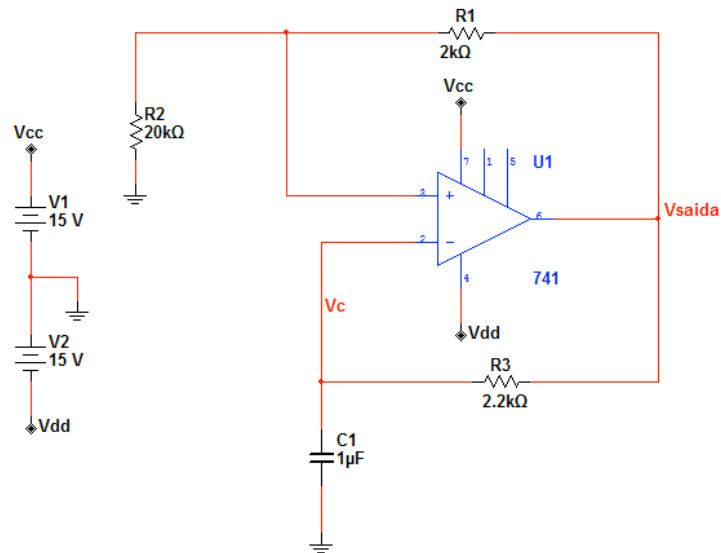 R1
2kΩ
Vcc
R2
20kΩ
Vcc
7
1
5
U1
V1
15 V
3
+
6
Vsaida
2
−
741
4
Vc
Vdd
V2
15 V
R3
2.2kΩ
Vdd
C1
1µF